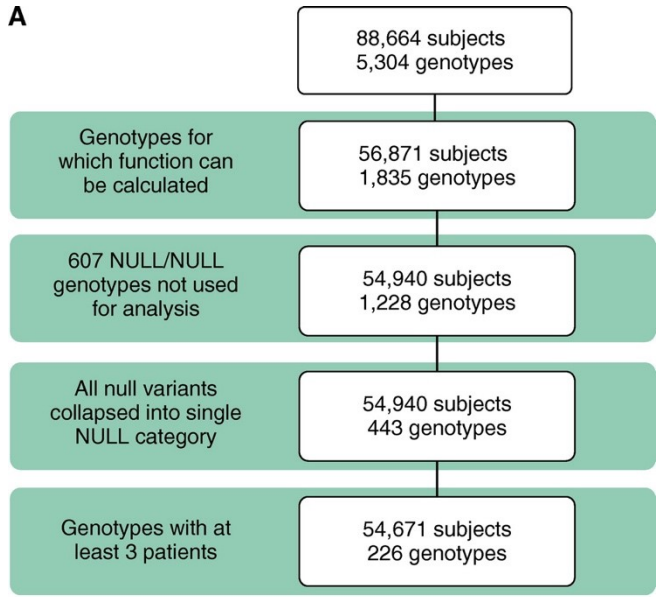 A
88,664 subjects
5,304 genotypes
Genotypes for
which function can
be calculated
56,871 subjects
1,835 genotypes
607 NULL/NULL
genotypes not used
for analysis
54,940 subjects
1,228 genotypes
All null variants
collapsed into single
NULL category
54,940 subjects
443 genotypes
Genotypes with at
least 3 patients
54,671 subjects
226 genotypes